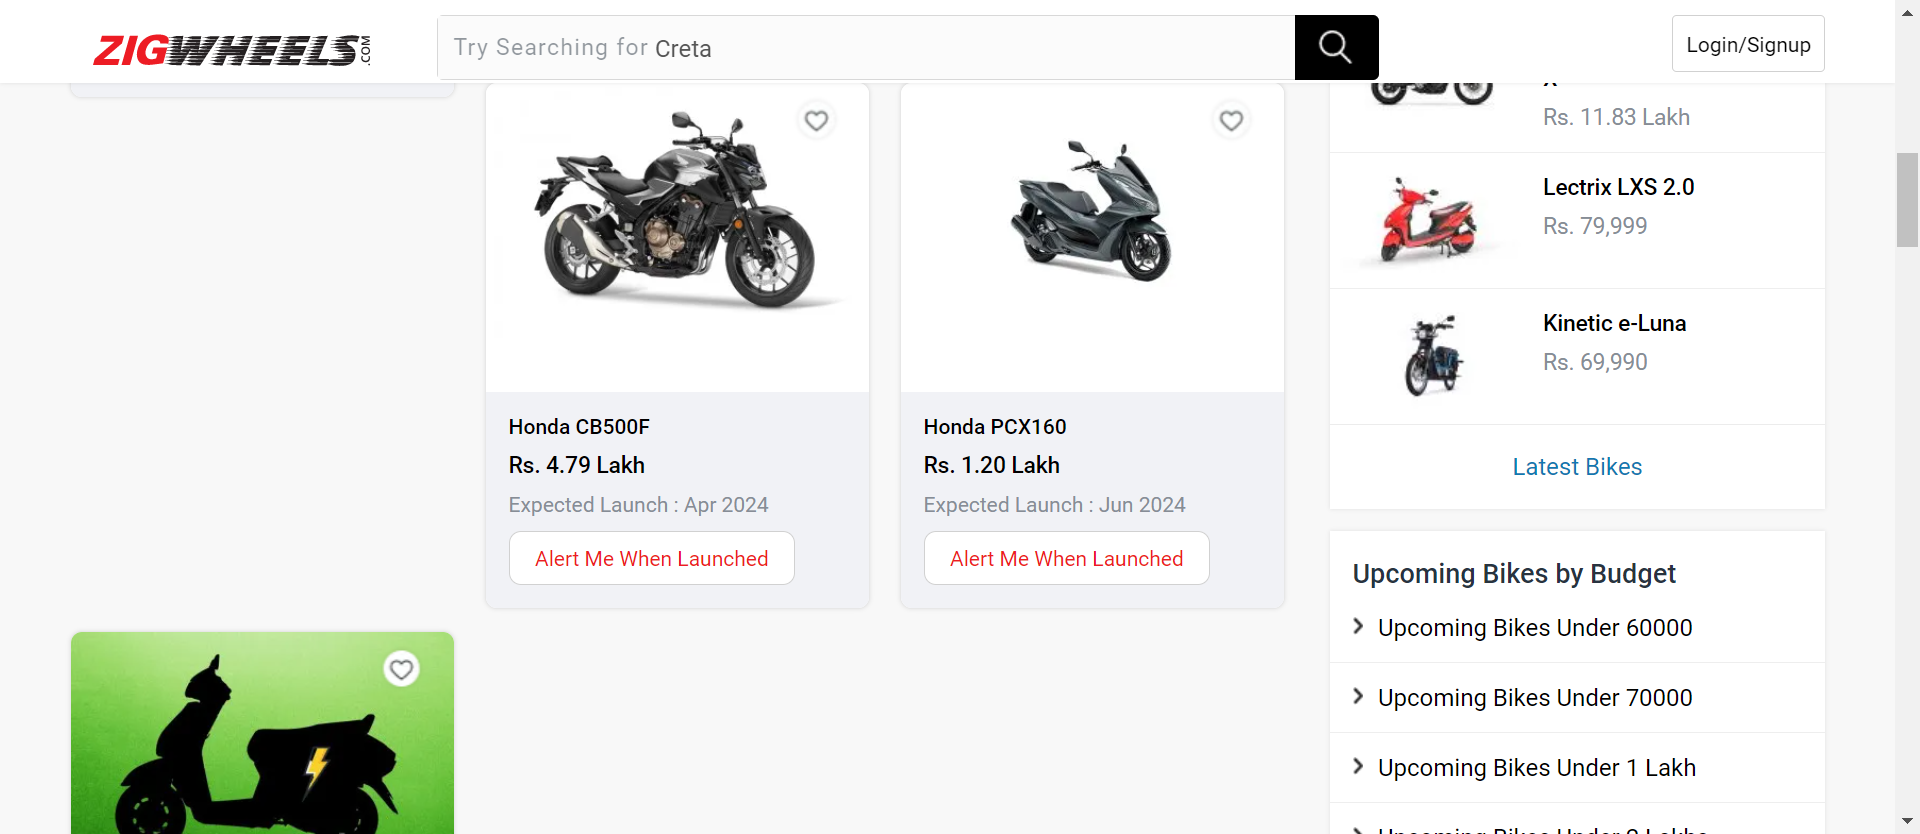 ZIGWHEELS.COM
Try Searching for Creta
Login/Signup
Rs. 11.83 Lakh
Lectrix LXS 2.0
Rs. 79,999
Kinetic e-Luna
Rs. 69,990
Latest Bikes
Honda CB500F
Rs. 4.79 Lakh
Expected Launch : Apr 2024
Alert Me When Launched
Honda PCX160
Rs. 1.20 Lakh
Expected Launch : Jun 2024
Alert Me When Launched
Upcoming Bikes by Budget
Upcoming Bikes Under 60000
Upcoming Bikes Under 70000
Upcoming Bikes Under 1 Lakh
Upcoming Bikes Under